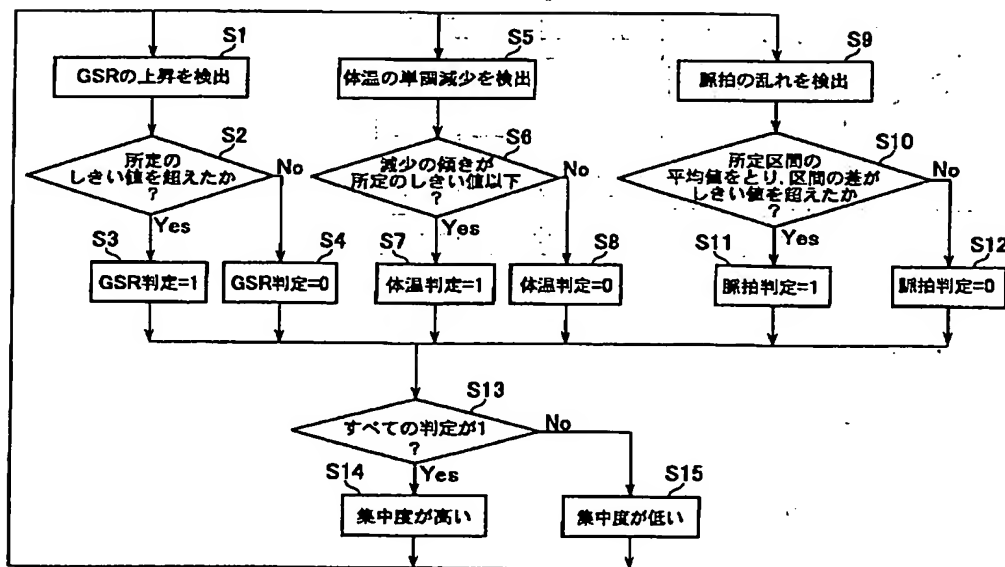 S1
GSRの上昇を検出
S2
所定の
しきい値を超えたか
?
No
Yes
S3
GSR判定=1
S4
GSR判定=0
S5
体温の単調減少を検出
S6
減少の傾きが
所定のしきい値以下
?
No
Yes
S7
体温判定=1
S8
体温判定=0
S9
脈拍の乱れを検出
S10
所定区間の
平均値をとり、区間の差が
しきい値を超えたか
?
No
Yes
S11
脈拍判定=1
S12
脈拍判定=0
S13
すべての判定が1
?
No
Yes
S14
集中度が高い
S15
集中度が低い